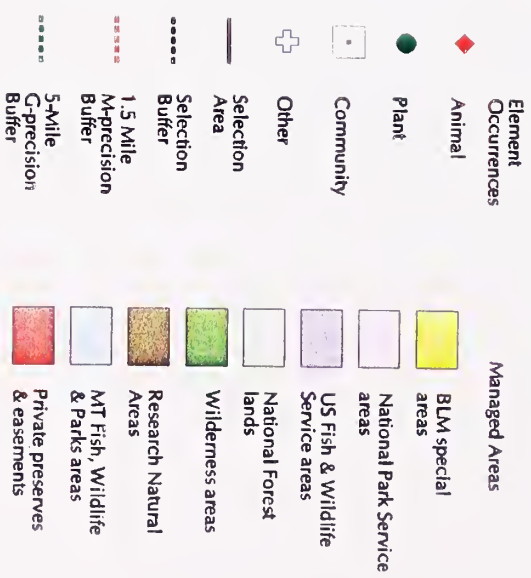 Element
Occurrences
Animal
Plant
Community
Other
Selection
Area
Selection
Buffer
1.5 Mile
M-precision
Buffer
5-Mile
G-precision
Buffer
Managed Areas
BLM special
areas
National Park Service
areas
US Fish & Wildlife
Service areas
National Forest
lands
Wilderness areas
Research Natural
Areas
MT Fish, Wildlife
& Parks areas
Private preserves
& easements